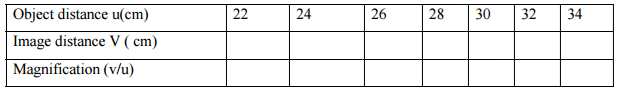 Object distance u(cm) 22 24 26 28 30 32 34
Image distance V ( cm)
Magnification (v/u)